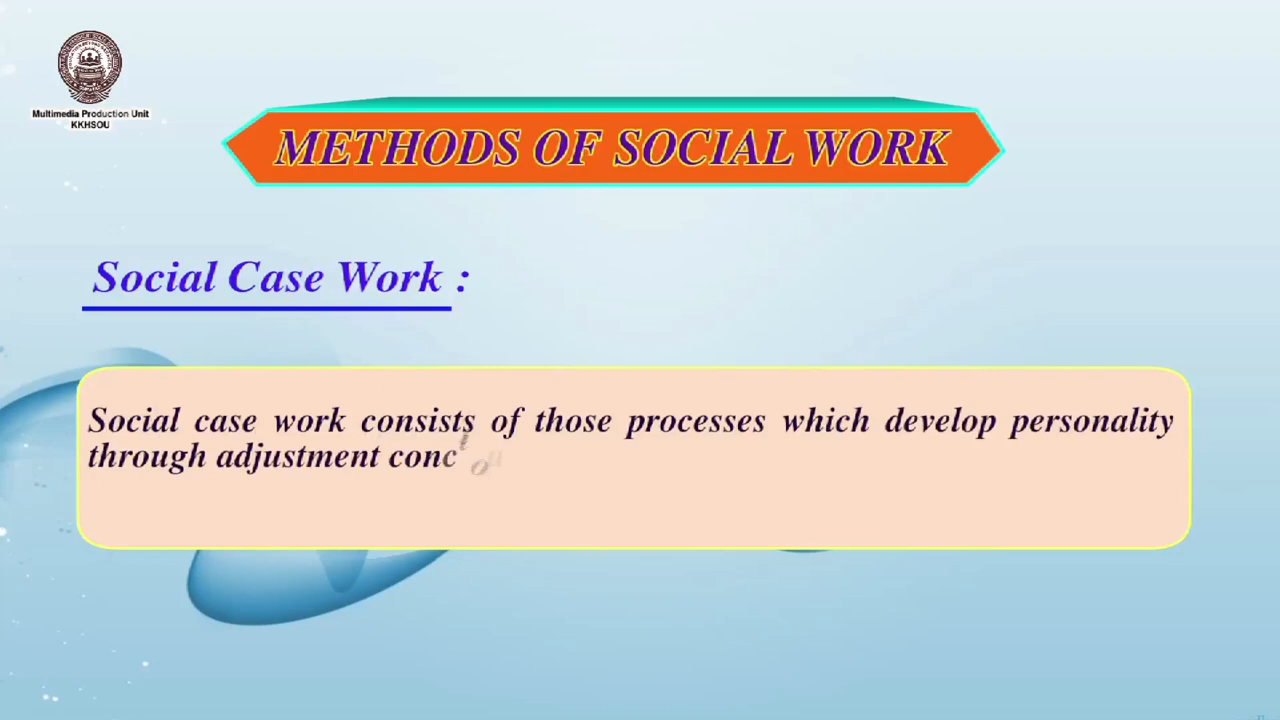 Multimedia Production Unit
KKHSOU
METHODS OF SOCIAL WORK
Social Case Work :
Social case work consists of those processes which develop personality
through adjustment conc